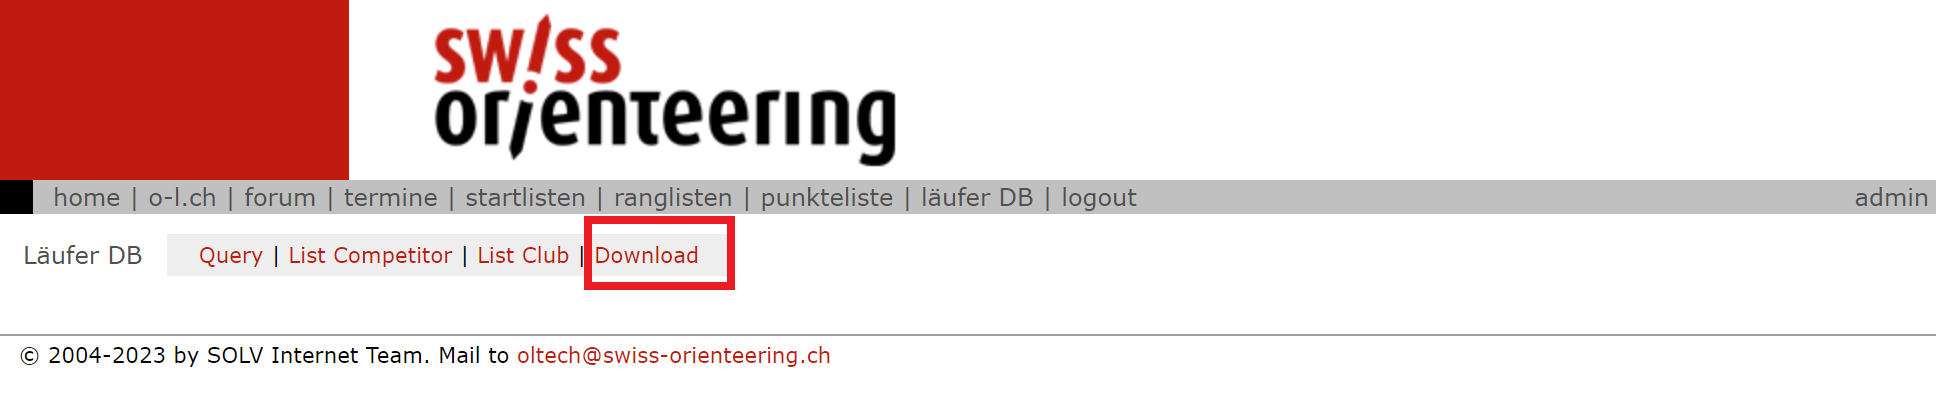 swiss
orienteering
home | o-l.ch | forum | termine | startlisten | ranglisten | punkteliste | läufer DB | logout admin
Läufer DB Query | List Competitor | List Club | Download
© 2004-2023 by SOLV Internet Team. Mail to oltech@swiss-orienteering.ch